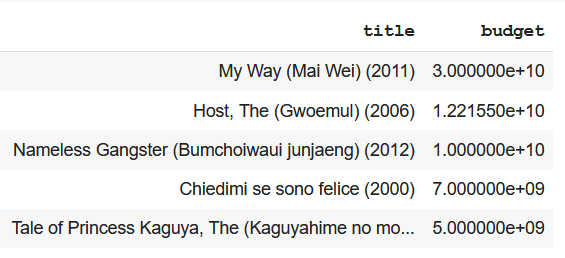 title budget
My Way (Mai Wei) (2011) 3.000000e+10
Host, The (Gwoemul) (2006) 1.221550e+10
Nameless Gangster (Bumchoiwaui junjaeng) (2012) 1.000000e+10
Chiedimi se sono felice (2000) 7.000000e+09
Tale of Princess Kaguya, The (Kaguyahime no mo... 5.000000e+09